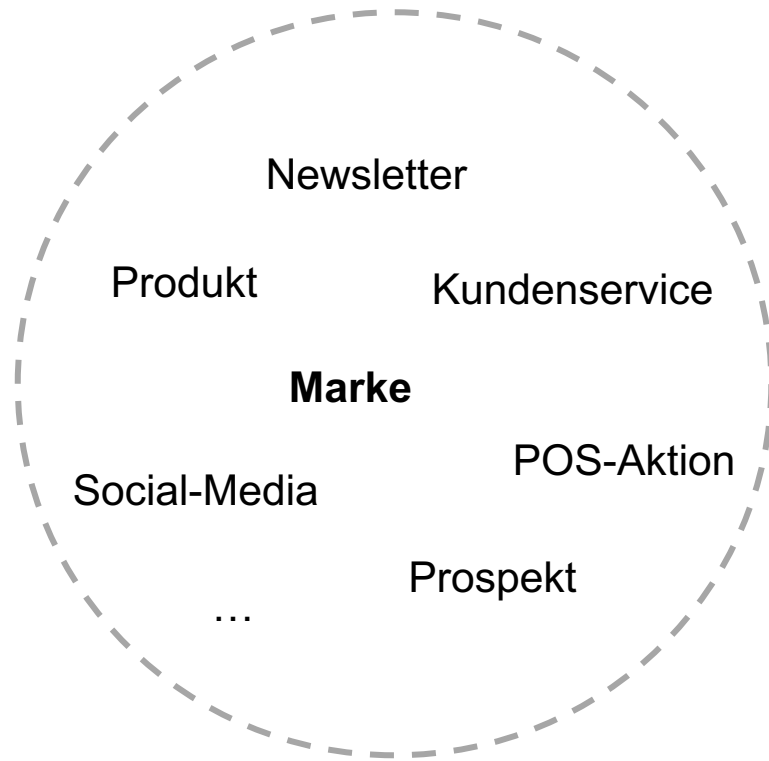 Newsletter
Produkt
Kundenservice
Marke
POS-Aktion
Social-Media
Prospekt
…